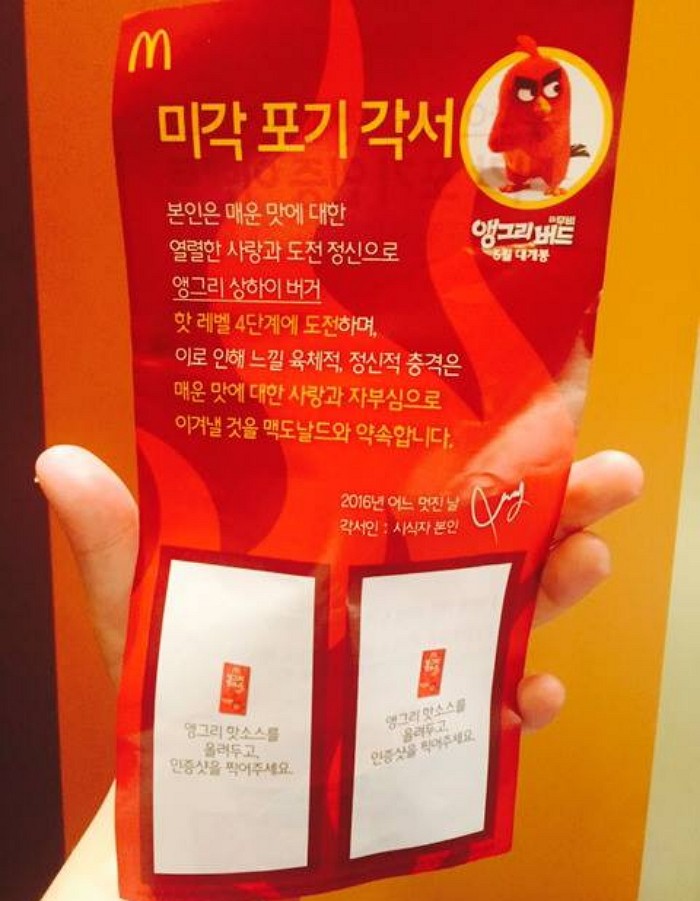 미각 포기 각서
본인은 매운 맛에 대한
열렬한 사랑과 도전 정신으로
앵그리 상하이 버거
핫 레벨 4단계에 도전하며,
이로 인해 느낄 육체적, 정신적 충격은
매운 맛에 대한 사랑과 자부심으로
이겨낼 것을 맥도날드와 약속합니다.
더무비
앵그리버드
5월 대개봉
2016년 어느 멋진 날
각서인 : 시식자 본인
앵그리 핫소스를
올려두고,
인증샷을 찍어주세요.
앵그리 핫소스를
올려두고,
인증샷을 찍어주세요.